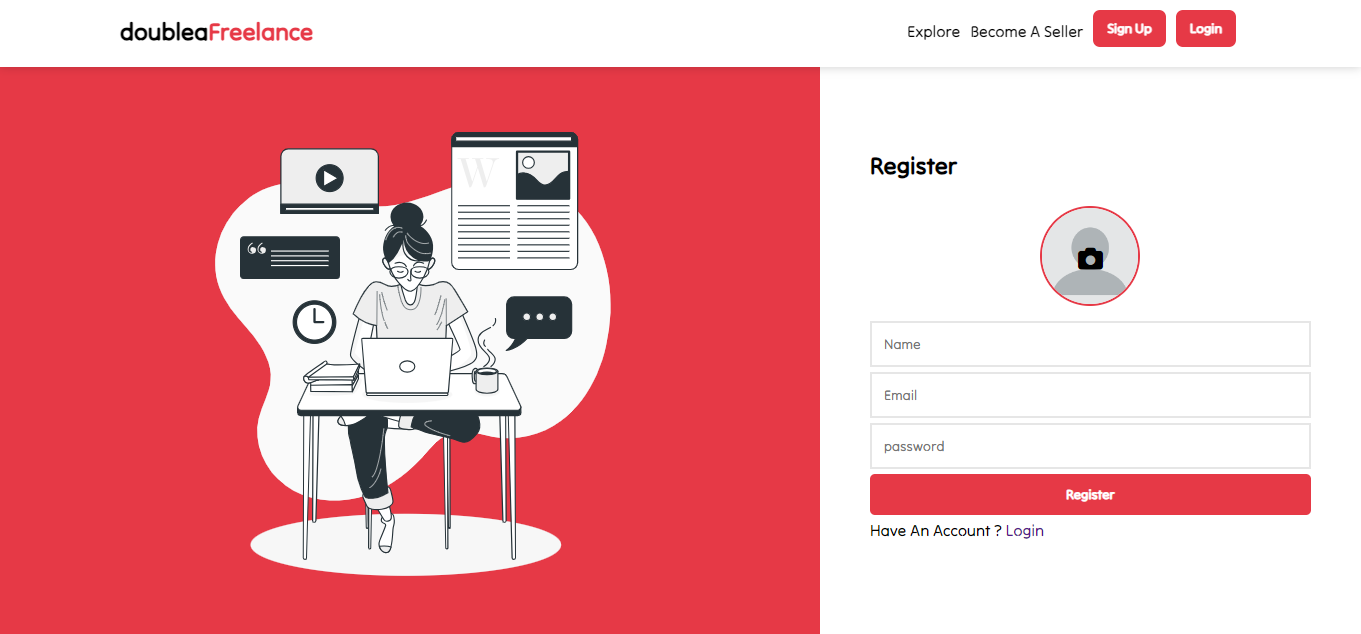 doubleaFreelance
Explore Become A Seller Sign Up Login
W
“
Register
Name
Email
password
Register
Have An Account ? Login